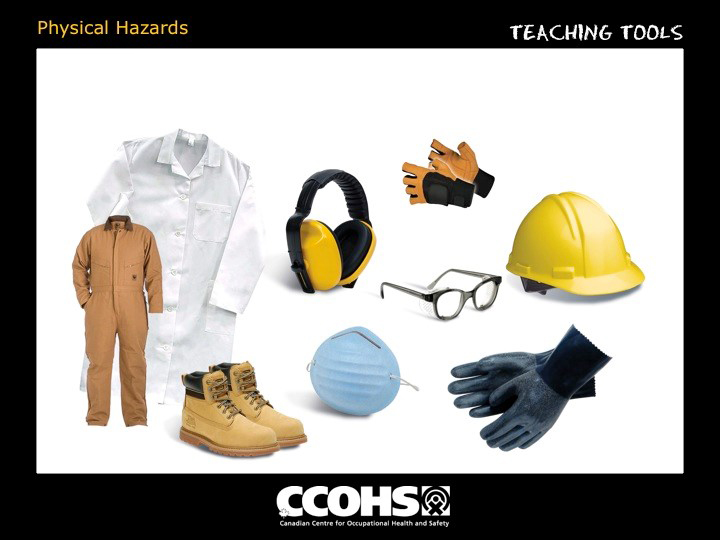 Physical Hazards
TEACHING TOOLS
CCOHS
Canadian Centre for Occupational Health and Safety